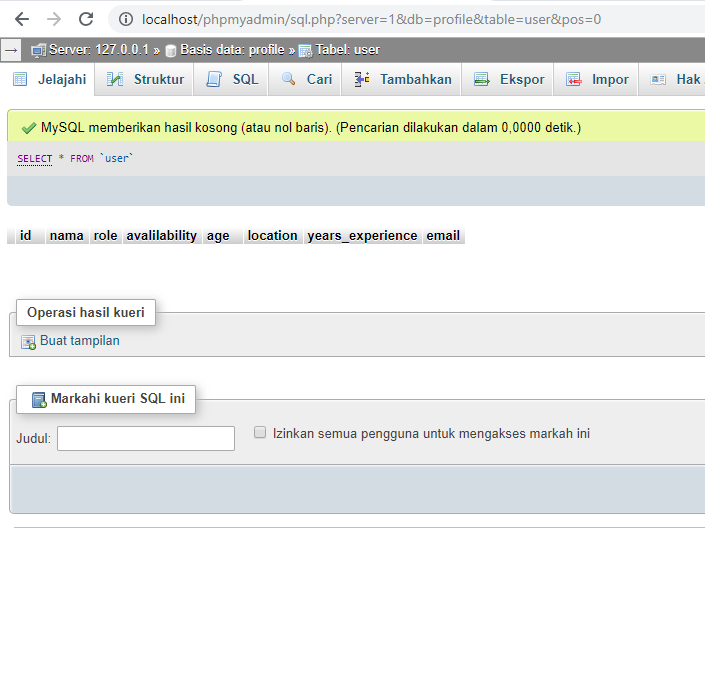 localhost/phpmyadmin/sql.php?server=1&db=profile&table=user&pos=0
Server: 127.0.0.1 » Basis data: profile » Tabel: user
Jelajahi Struktur SQL Cari Tambahkan Ekspor Impor Hak
MySQL memberikan hasil kosong (atau nol baris). (Pencarian dilakukan dalam 0,0000 detik.)
SELECT * FROM `user`
id nama role avalilability age location years_experience email
Operasi hasil kueri
Buat tampilan
Markahi kueri SQL ini
Judul: Izinkan semua pengguna untuk mengakses markah ini